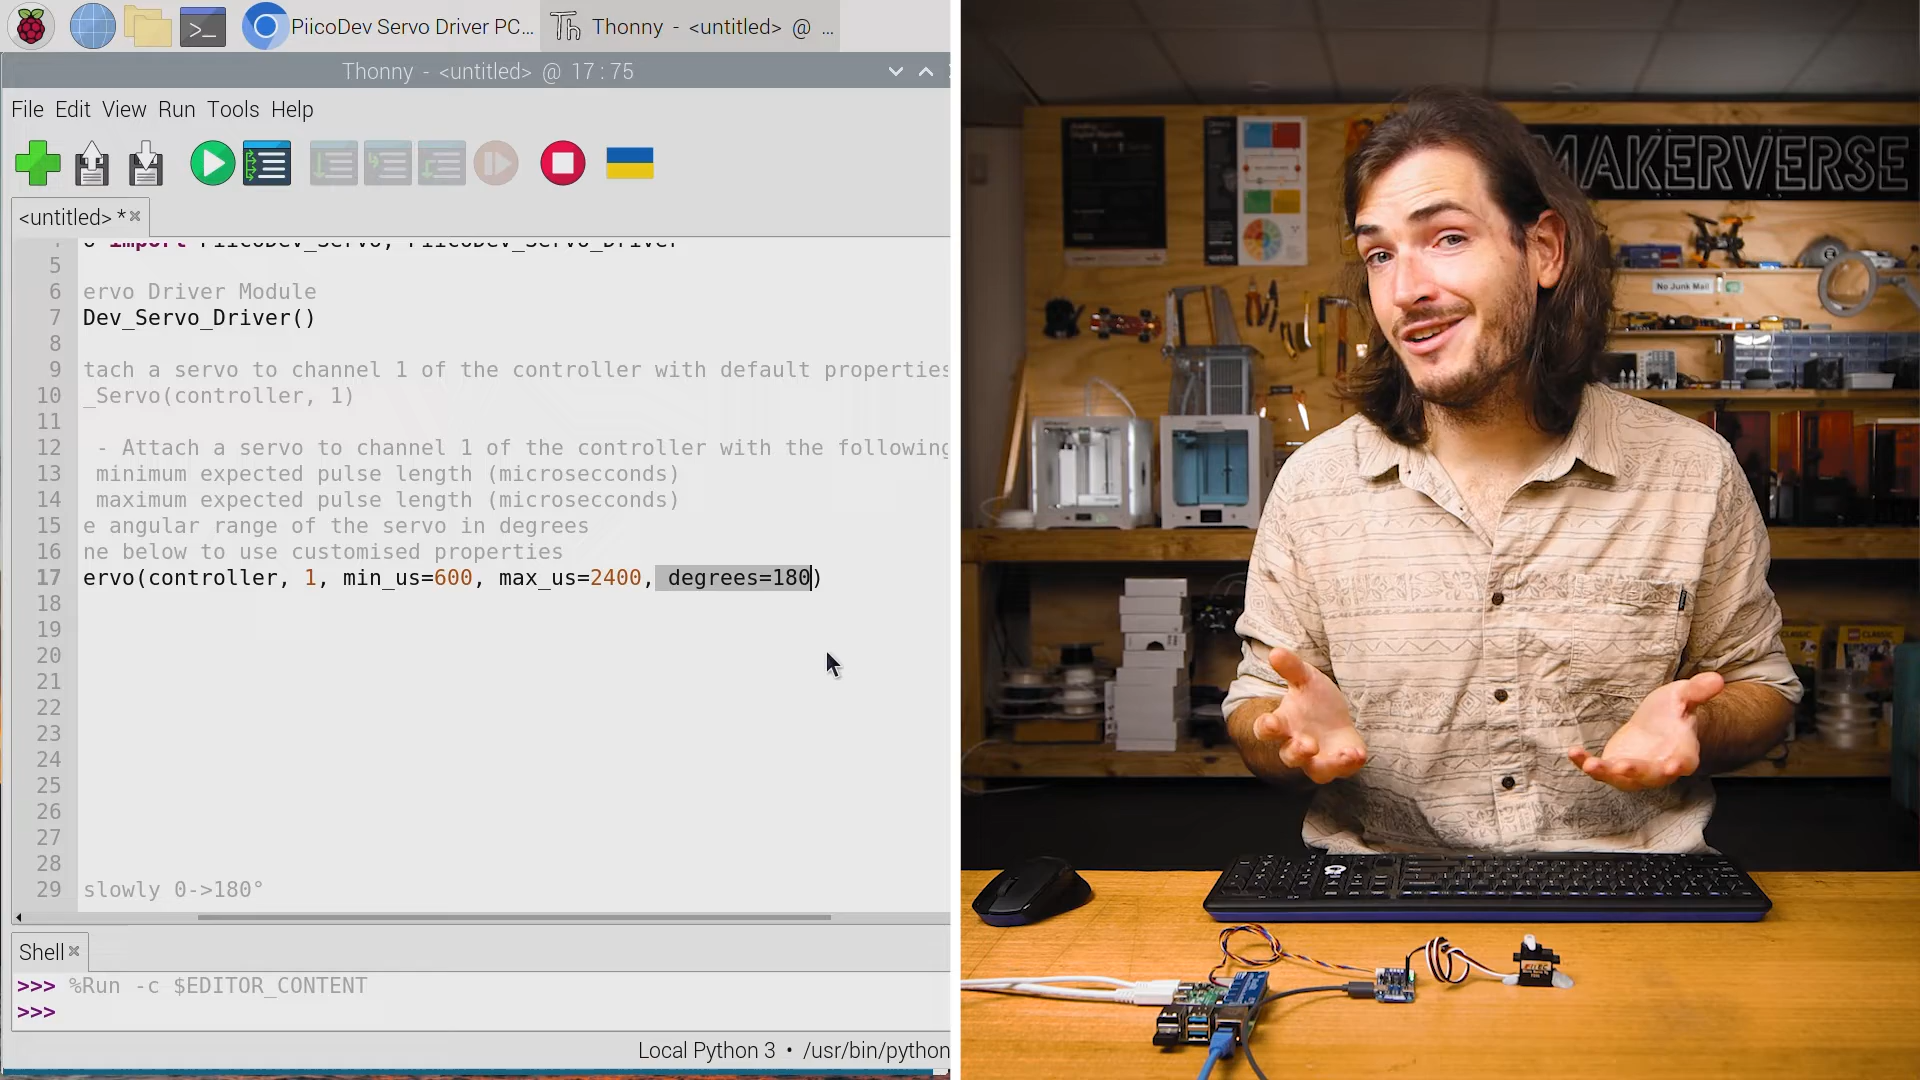 PiicoDev Servo Driver PC...
Thonny - <untitled> @ ...
Thonny - <untitled> @ 17 : 75
File Edit View Run Tools Help
<untitled> *
import PiicoDev_Servo, PiicoDev_Servo_Driver
5
6 ervo Driver Module
7 Dev_Servo_Driver()
8
9 tach a servo to channel 1 of the controller with default properties
10 _Servo(controller, 1)
11
12 - Attach a servo to channel 1 of the controller with the following
13 minimum expected pulse length (microsecconds)
14 maximum expected pulse length (microsecconds)
15 e angular range of the servo in degrees
16 ne below to use customised properties
17 ervo(controller, 1, min_us=600, max_us=2400, degrees=180)
18
19
20
21
22
23
24
25
26
27
28
29 slowly 0->180°
Shell
>>> %Run -c $EDITOR_CONTENT
>>>
Local Python 3 • /usr/bin/python
MAKERVERSE
No Junk Mail